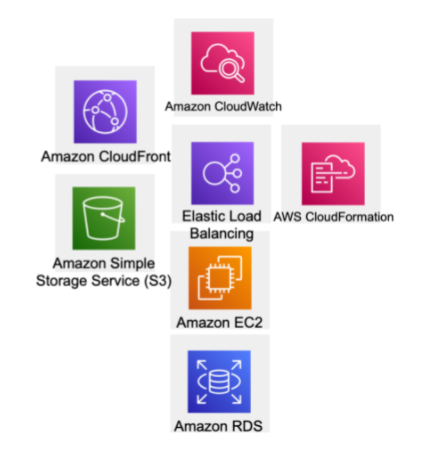 Amazon CloudWatch
Amazon CloudFront
Elastic Load
Balancing
AWS CloudFormation
Amazon Simple
Storage Service (S3)
Amazon EC2
Amazon RDS